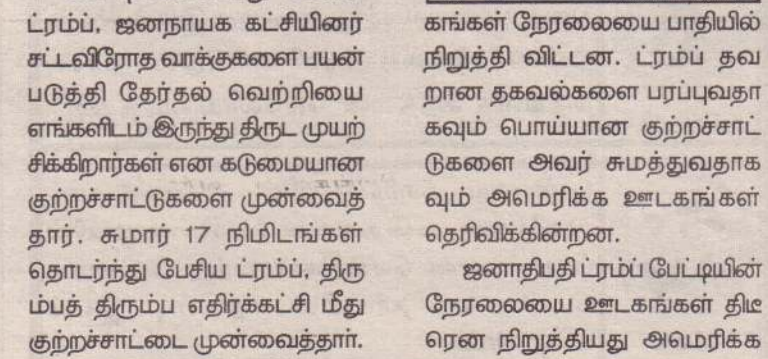 ட்ரம்ப், ஜனநாயக கட்சியினர்
சட்டவிரோத வாக்குகளை பயன்
படுத்தி தேர்தல் வெற்றியை
எங்களிடம் இருந்து திருட முயற்
சிக்கிறார்கள் என கடுமையான
குற்றச்சாட்டுகளை முன்வைத்
தார். சுமார் 17 நிமிடங்கள்
தொடர்ந்து பேசிய ட்ரம்ப், திரு
ம்பத் திரும்ப எதிர்க்கட்சி மீது
குற்றச்சாட்டை முன்வைத்தார்.
கங்கள் நேரலையை பாதியில்
நிறுத்தி விட்டன. ட்ரம்ப் தவ
றான தகவல்களை பரப்புவதா
கவும் பொய்யான குற்றச்சாட்
டுகளை அவர் சுமத்துவதாக
வும் அமெரிக்க ஊடகங்கள்
தெரிவிக்கின்றன.
ஜனாதிபதி ட்ரம்ப் பேட்டியின்
நேரலையை ஊடகங்கள் திடீ
ரென நிறுத்தியது அமெரிக்க